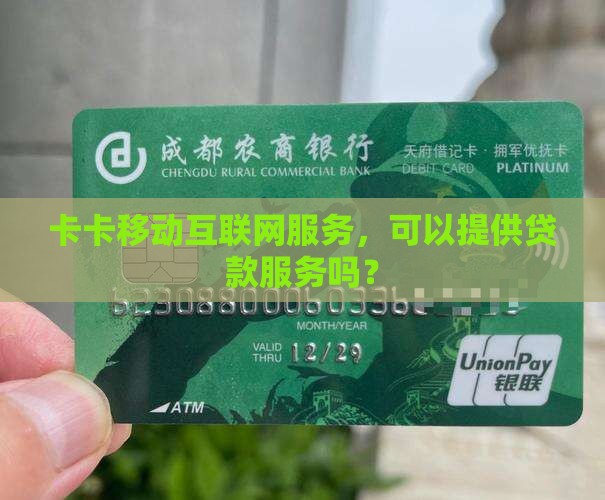 成都农商银行
CHENGDU RURAL COMMERCIAL BANK
天府借记卡·拥军优抚卡
DEBIT CARD PLATINUM
卡卡移动互联网服务，可以提供贷
款服务吗？
MONTH/YEAR
VALID THRU 12/29
UnionPay
银联
ATM